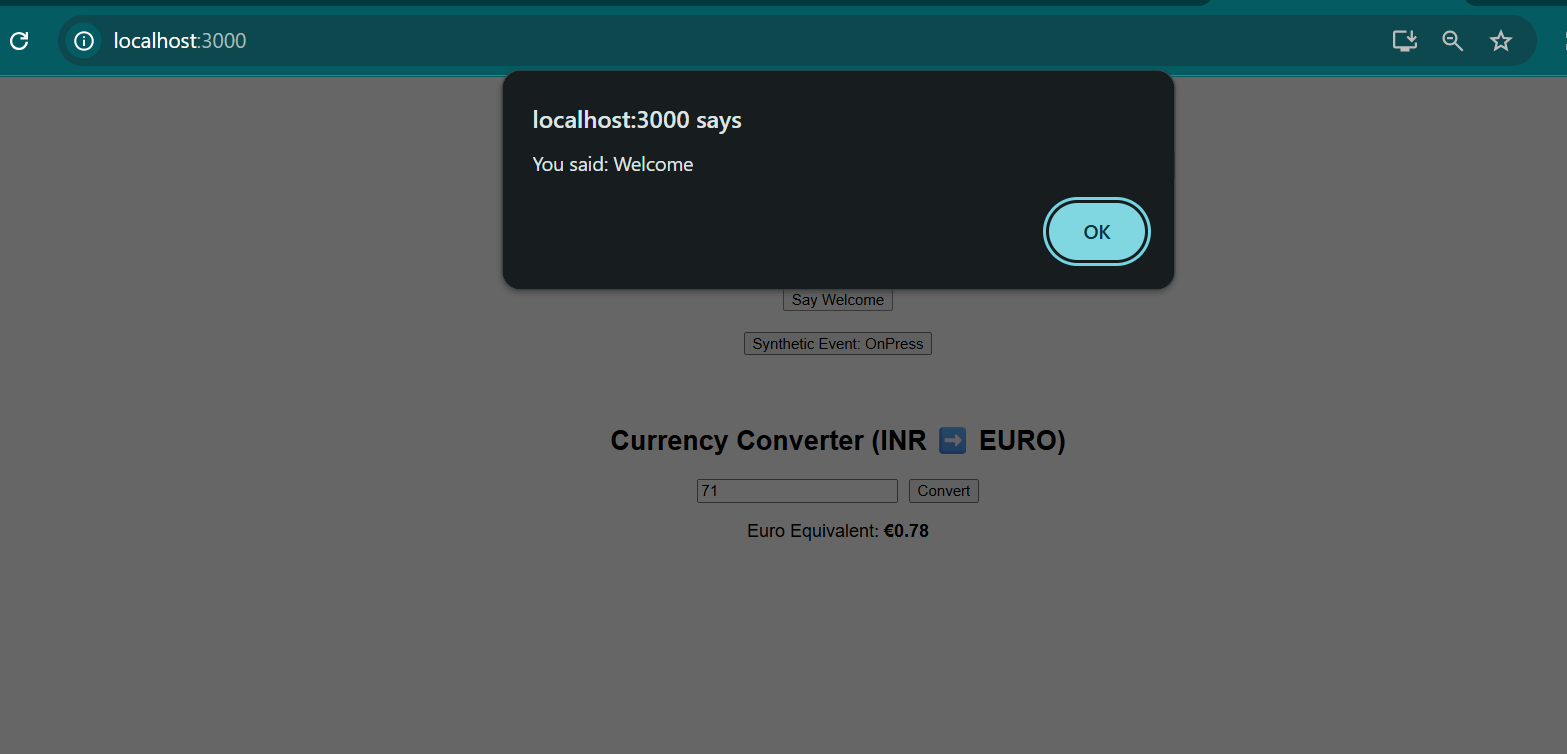 localhost:3000
localhost:3000 says
You said: Welcome
OK
Say Welcome
Synthetic Event: OnPress
Currency Converter (INR ➡️ EURO)
71 Convert
Euro Equivalent: €0.78